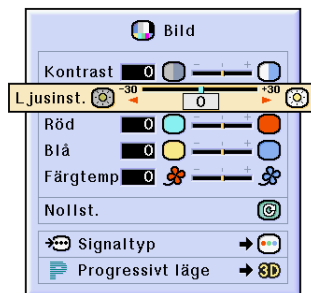 Bild
Kontrast 0 - +
Ljusinst. -30 0 +30
Röd 0 - +
Blå 0 - +
Färgtemp 0 - +
Nollst.
Signaltyp
Progressivt läge 3D